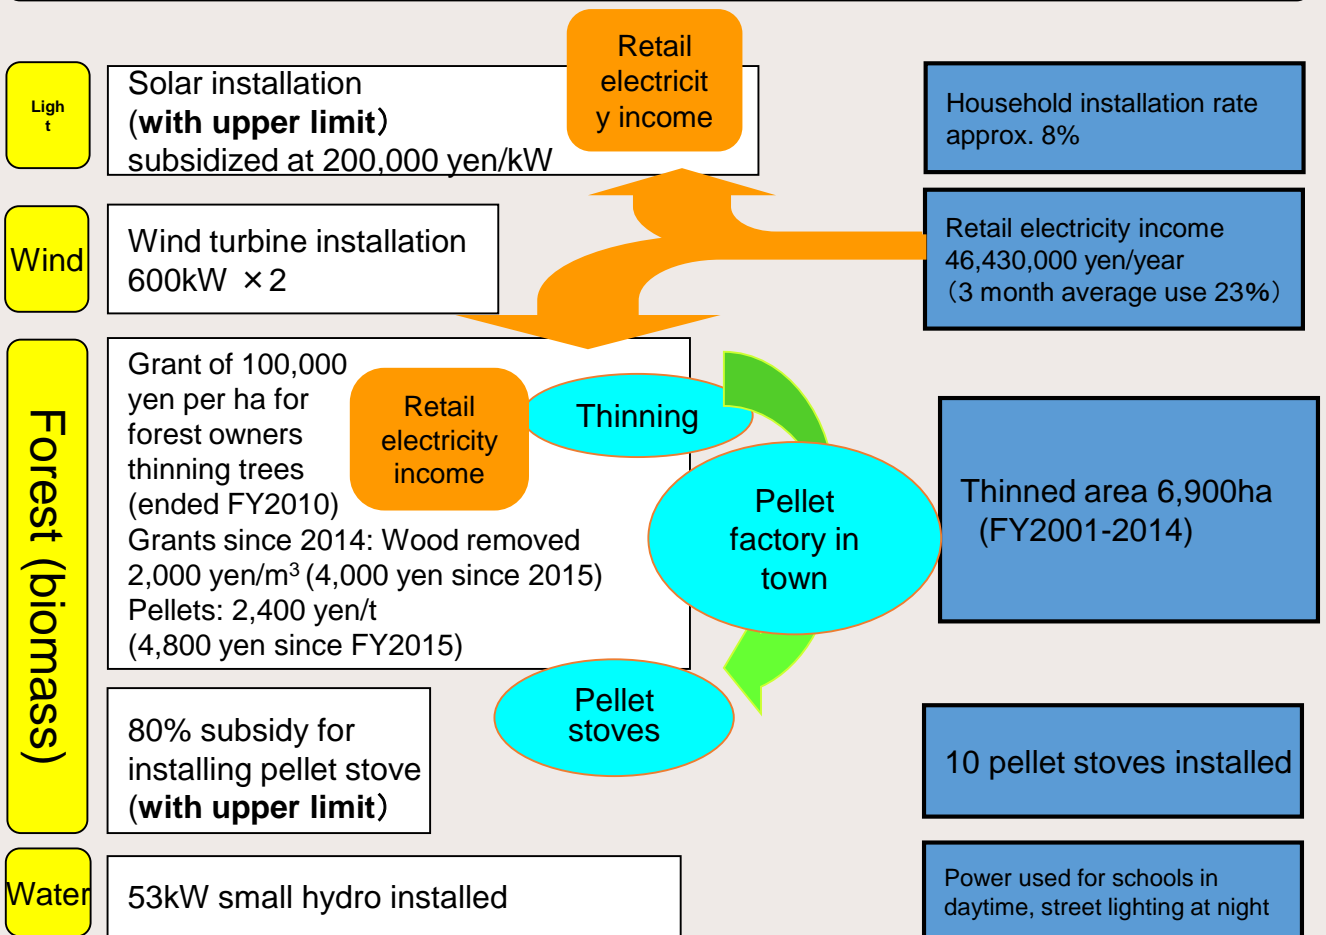 Ligh
t
Solar installation
(with upper limit）
subsidized at 200,000 yen/kW
Retail
electricit
y income
Household installation rate
approx. 8%
Wind
Wind turbine installation
600kW ×2
Retail electricity income
46,430,000 yen/year
（3 month average use 23%）
Forest (biomass)
Grant of 100,000
yen per ha for
forest owners
thinning trees
(ended FY2010)
Grants since 2014: Wood removed
2,000 yen/m³ (4,000 yen since 2015)
Pellets: 2,400 yen/t
(4,800 yen since FY2015)
Retail
electricity
income
Thinning
Pellet
factory in
town
Thinned area 6,900ha
(FY2001-2014)
80% subsidy for
installing pellet stove
(with upper limit）
Pellet
stoves
10 pellet stoves installed
Water
53kW small hydro installed
Power used for schools in
daytime, street lighting at night